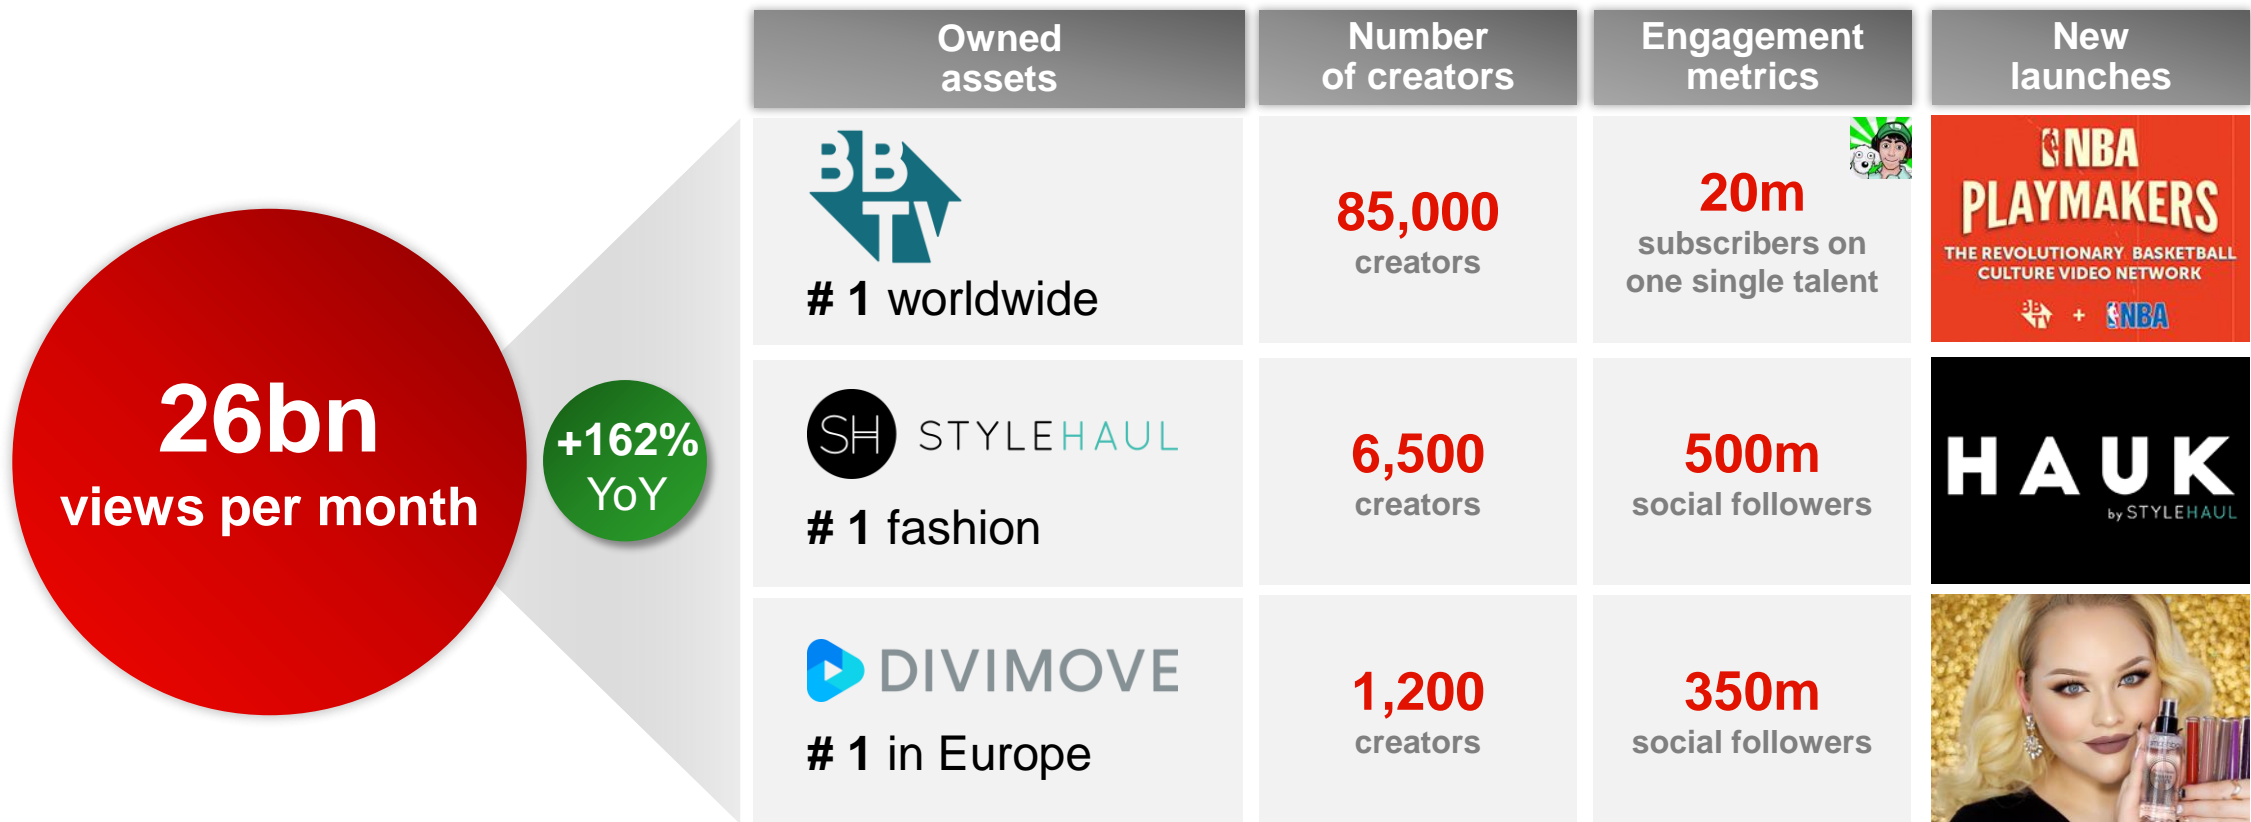 Owned
assets
Number
of creators
Engagement
metrics
New
launches
26bn
views per month
+162%
YoY
BB
TV
# 1 worldwide
85,000
creators
20m
subscribers on
one single talent
NBA
PLAYMAKERS
THE REVOLUTIONARY BASKETBALL
CULTURE VIDEO NETWORK
BB
TV
+
NBA
SH STYLEHAUL
# 1 fashion
6,500
creators
500m
social followers
HAUK
by STYLEHAUL
DIVIMOVE
# 1 in Europe
1,200
creators
350m
social followers